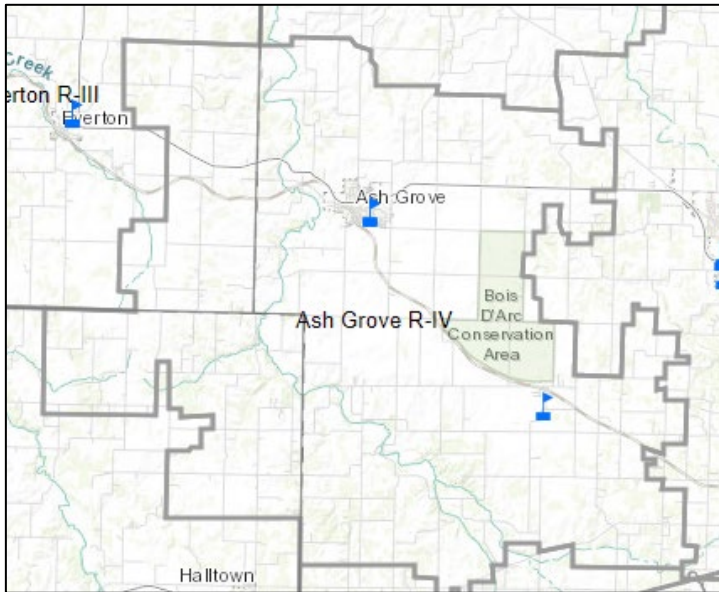 Creek
erton R-III
Everton
Ash Grove
Bois
D'Arc
Conservation
Area
Ash Grove R-IV
Halltown